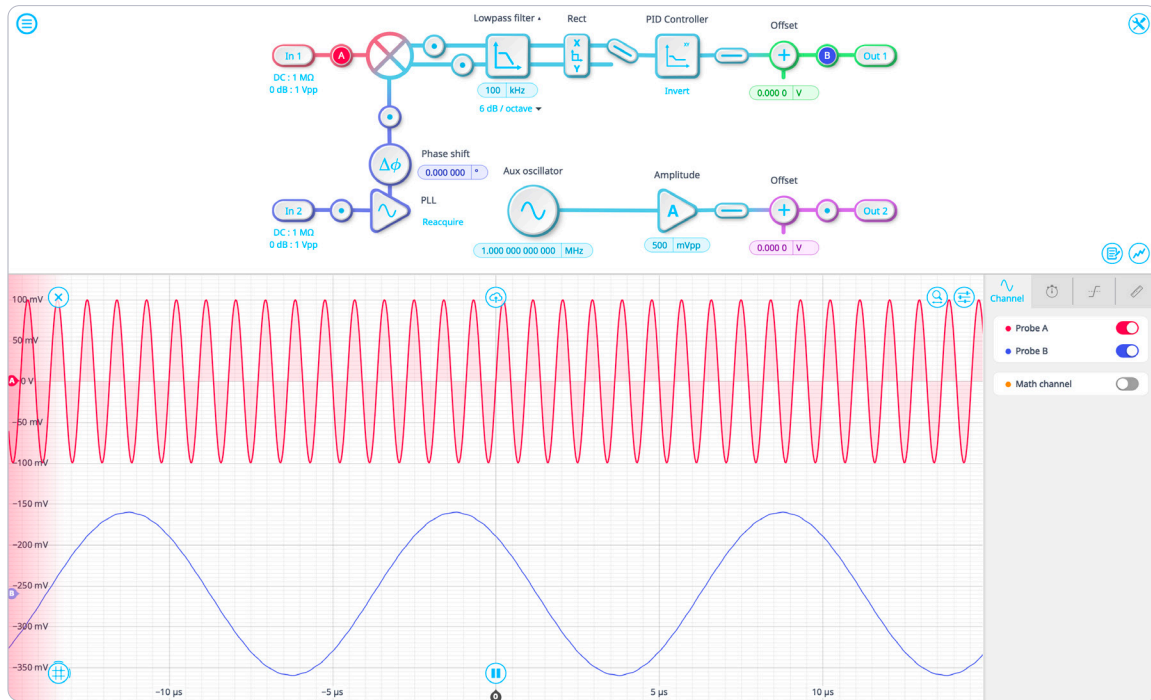 Lowpass filter
Rect
PID Controller
Offset
In 1
A
X
Y
B
Out 1
DC : 1 MΩ
0 dB : 1 Vpp
100 kHz
Invert
0.000 0 V
6 dB / octave
Δϕ
Phase shift
0.000 000 °
Aux oscillator
Amplitude
Offset
PLL
In 2
A
Out 2
Reacquire
DC : 1 MΩ
0 dB : 1 Vpp
1.000 000 000 000 MHz
500 mVpp
0.000 0 V
Channel
100 mV
50 mV
A
0 V
−50 mV
−100 mV
−150 mV
−200 mV
−250 mV
B
−300 mV
−350 mV
−10 µs
−5 µs
0
5 µs
10 µs
Probe A
Probe B
Math channel